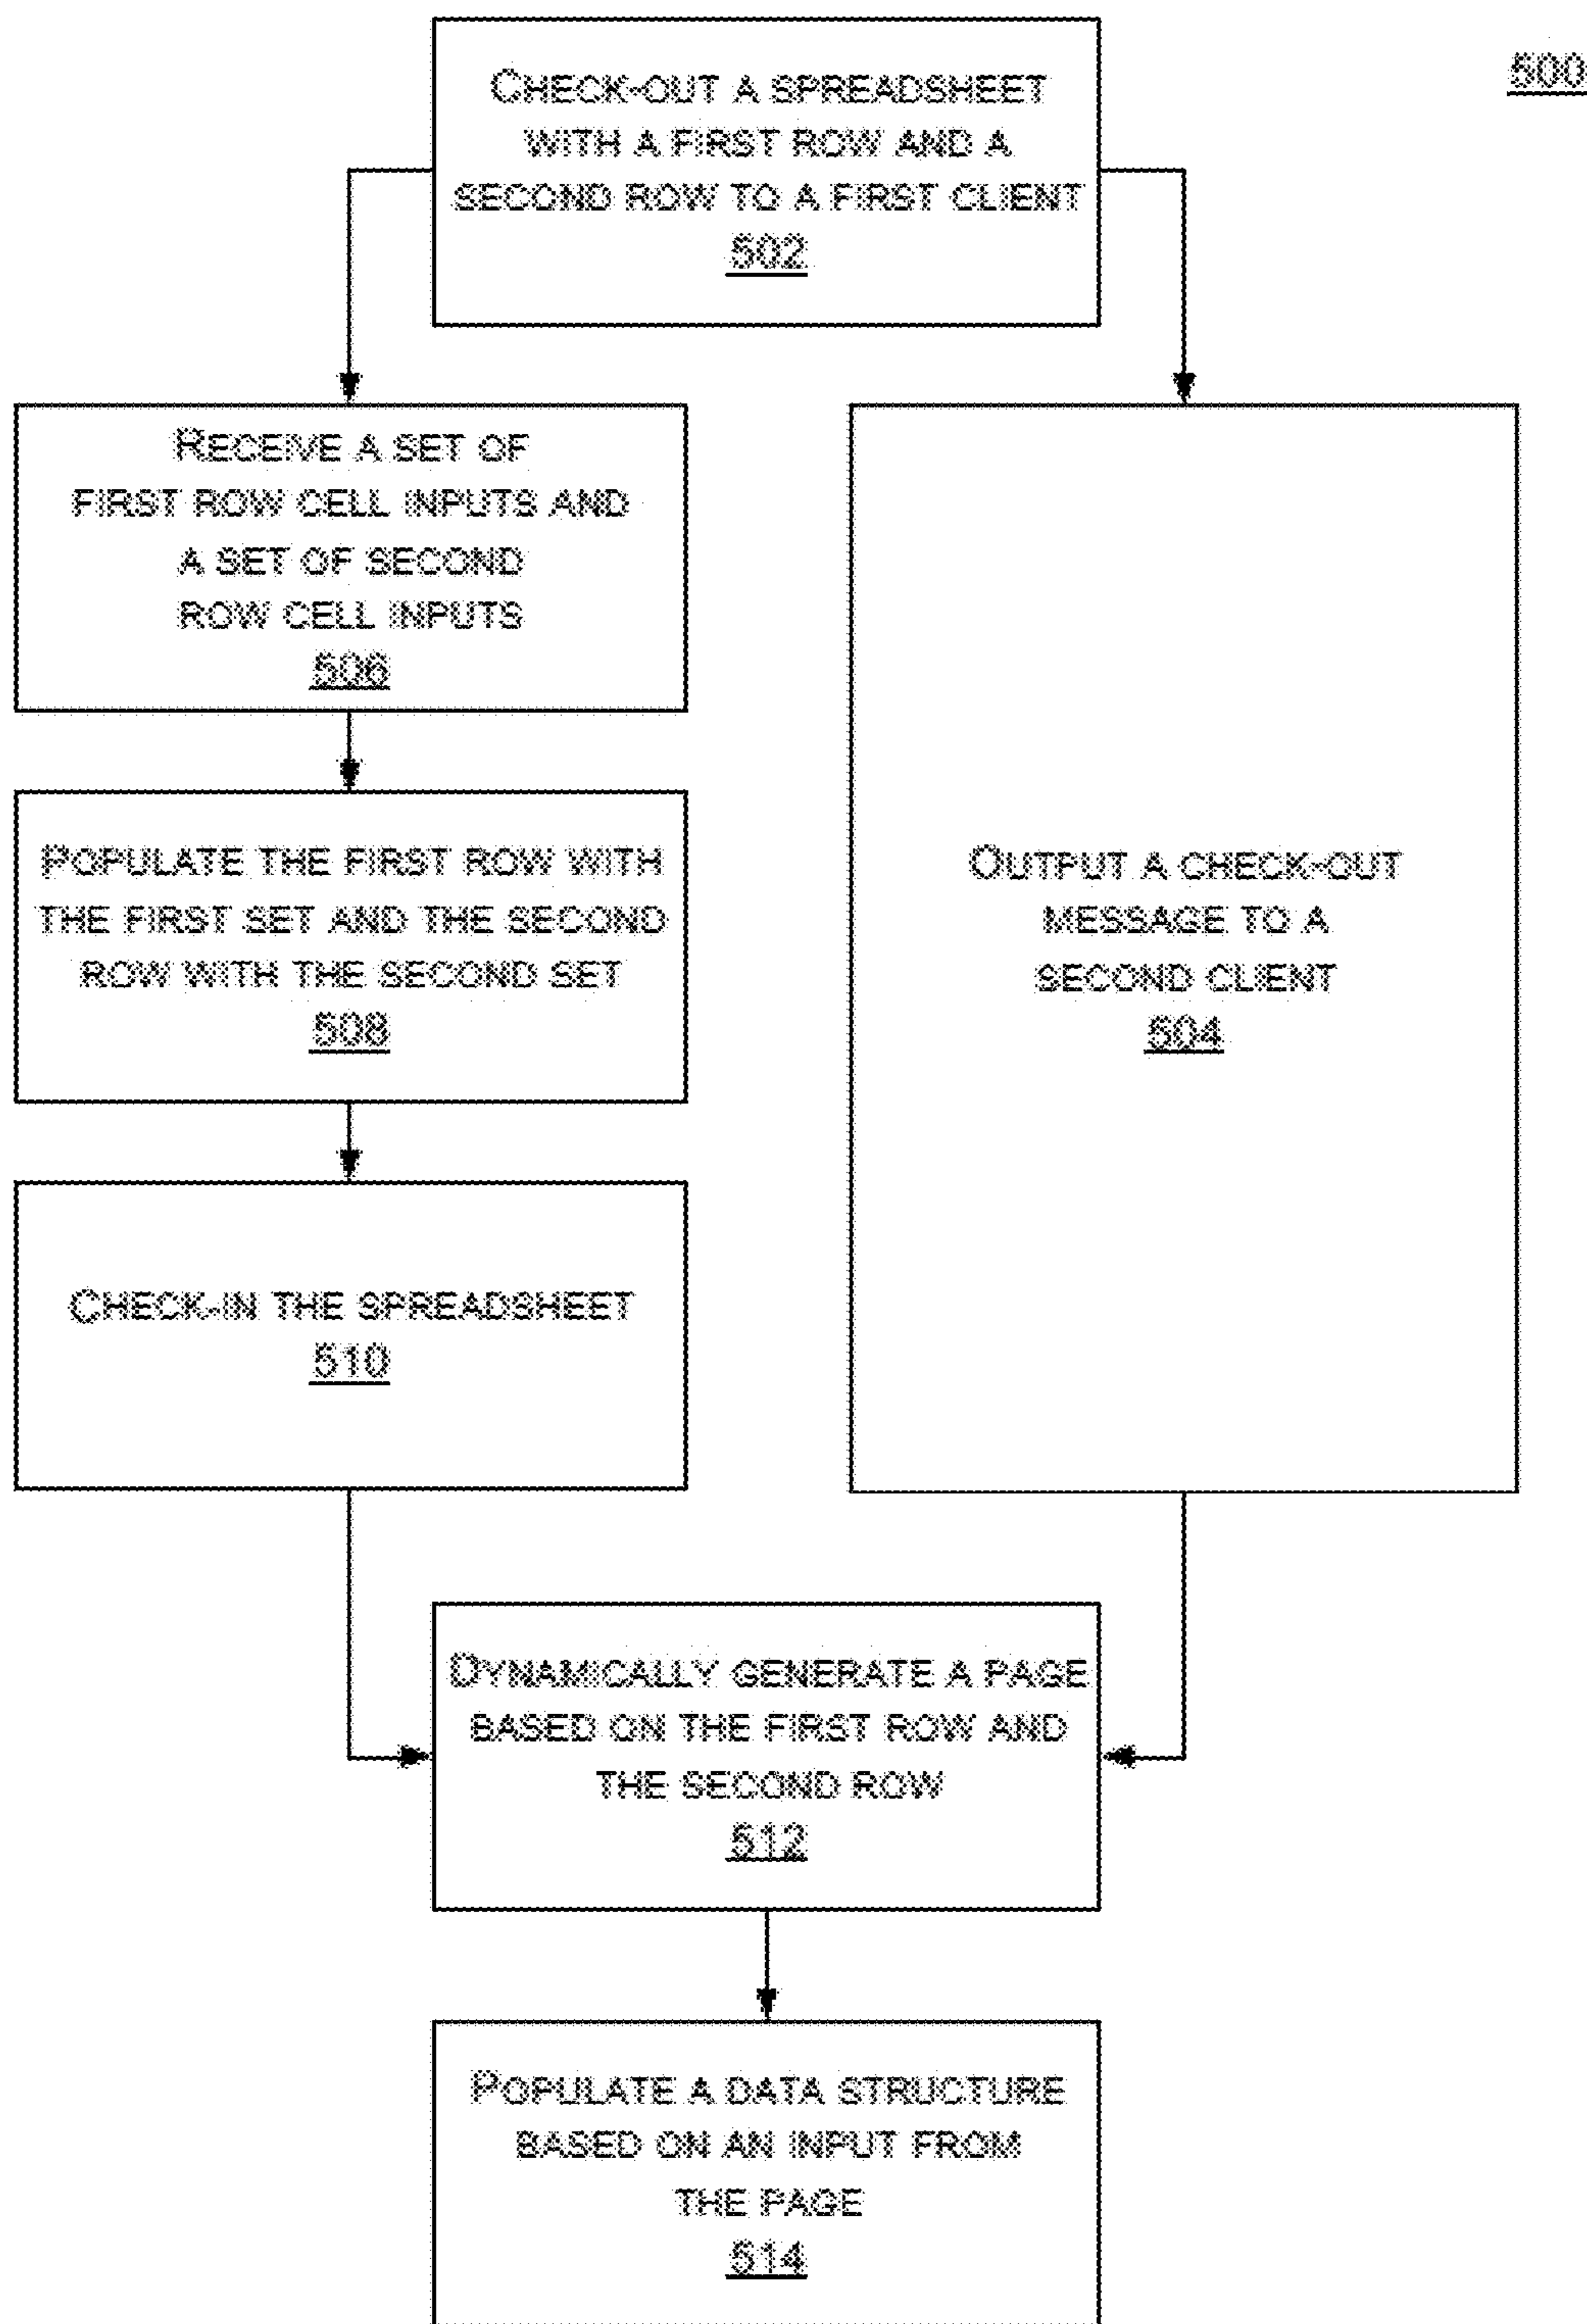 500
CHECK-OUT A SPREADSHEET
WITH A FIRST ROW AND A
SECOND ROW TO A FIRST CLIENT
502
RECEIVE A SET OF
FIRST ROW CELL INPUTS AND
A SET OF SECOND
ROW CELL INPUTS
506
POPULATE THE FIRST ROW WITH
THE FIRST SET AND THE SECOND
ROW WITH THE SECOND SET
508
CHECK-IN THE SPREADSHEET
510
OUTPUT A CHECK-OUT
MESSAGE TO A
SECOND CLIENT
504
DYNAMICALLY GENERATE A PAGE
BASED ON THE FIRST ROW AND
THE SECOND ROW
512
POPULATE A DATA STRUCTURE
BASED ON AN INPUT FROM
THE PAGE
514